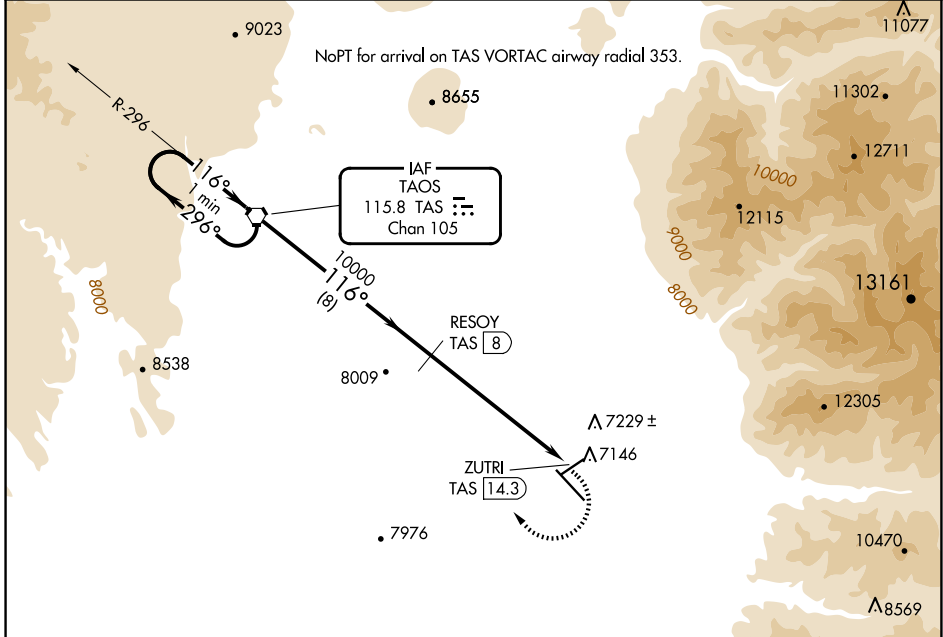 11077
9023
NoPT for arrival on TAS VORTAC airway radial 353.
8655
11302
R-296
12711
IAF
TAOS
115.8 TAS
Chan 105
116°
1 min
296°
10000
12115
9000
8000
13161
10000
116°
(8)
8000
RESOY
TAS 8
8538
8009
12305
7229 ±
7146
ZUTRI
TAS 14.3
7976
10470
8569